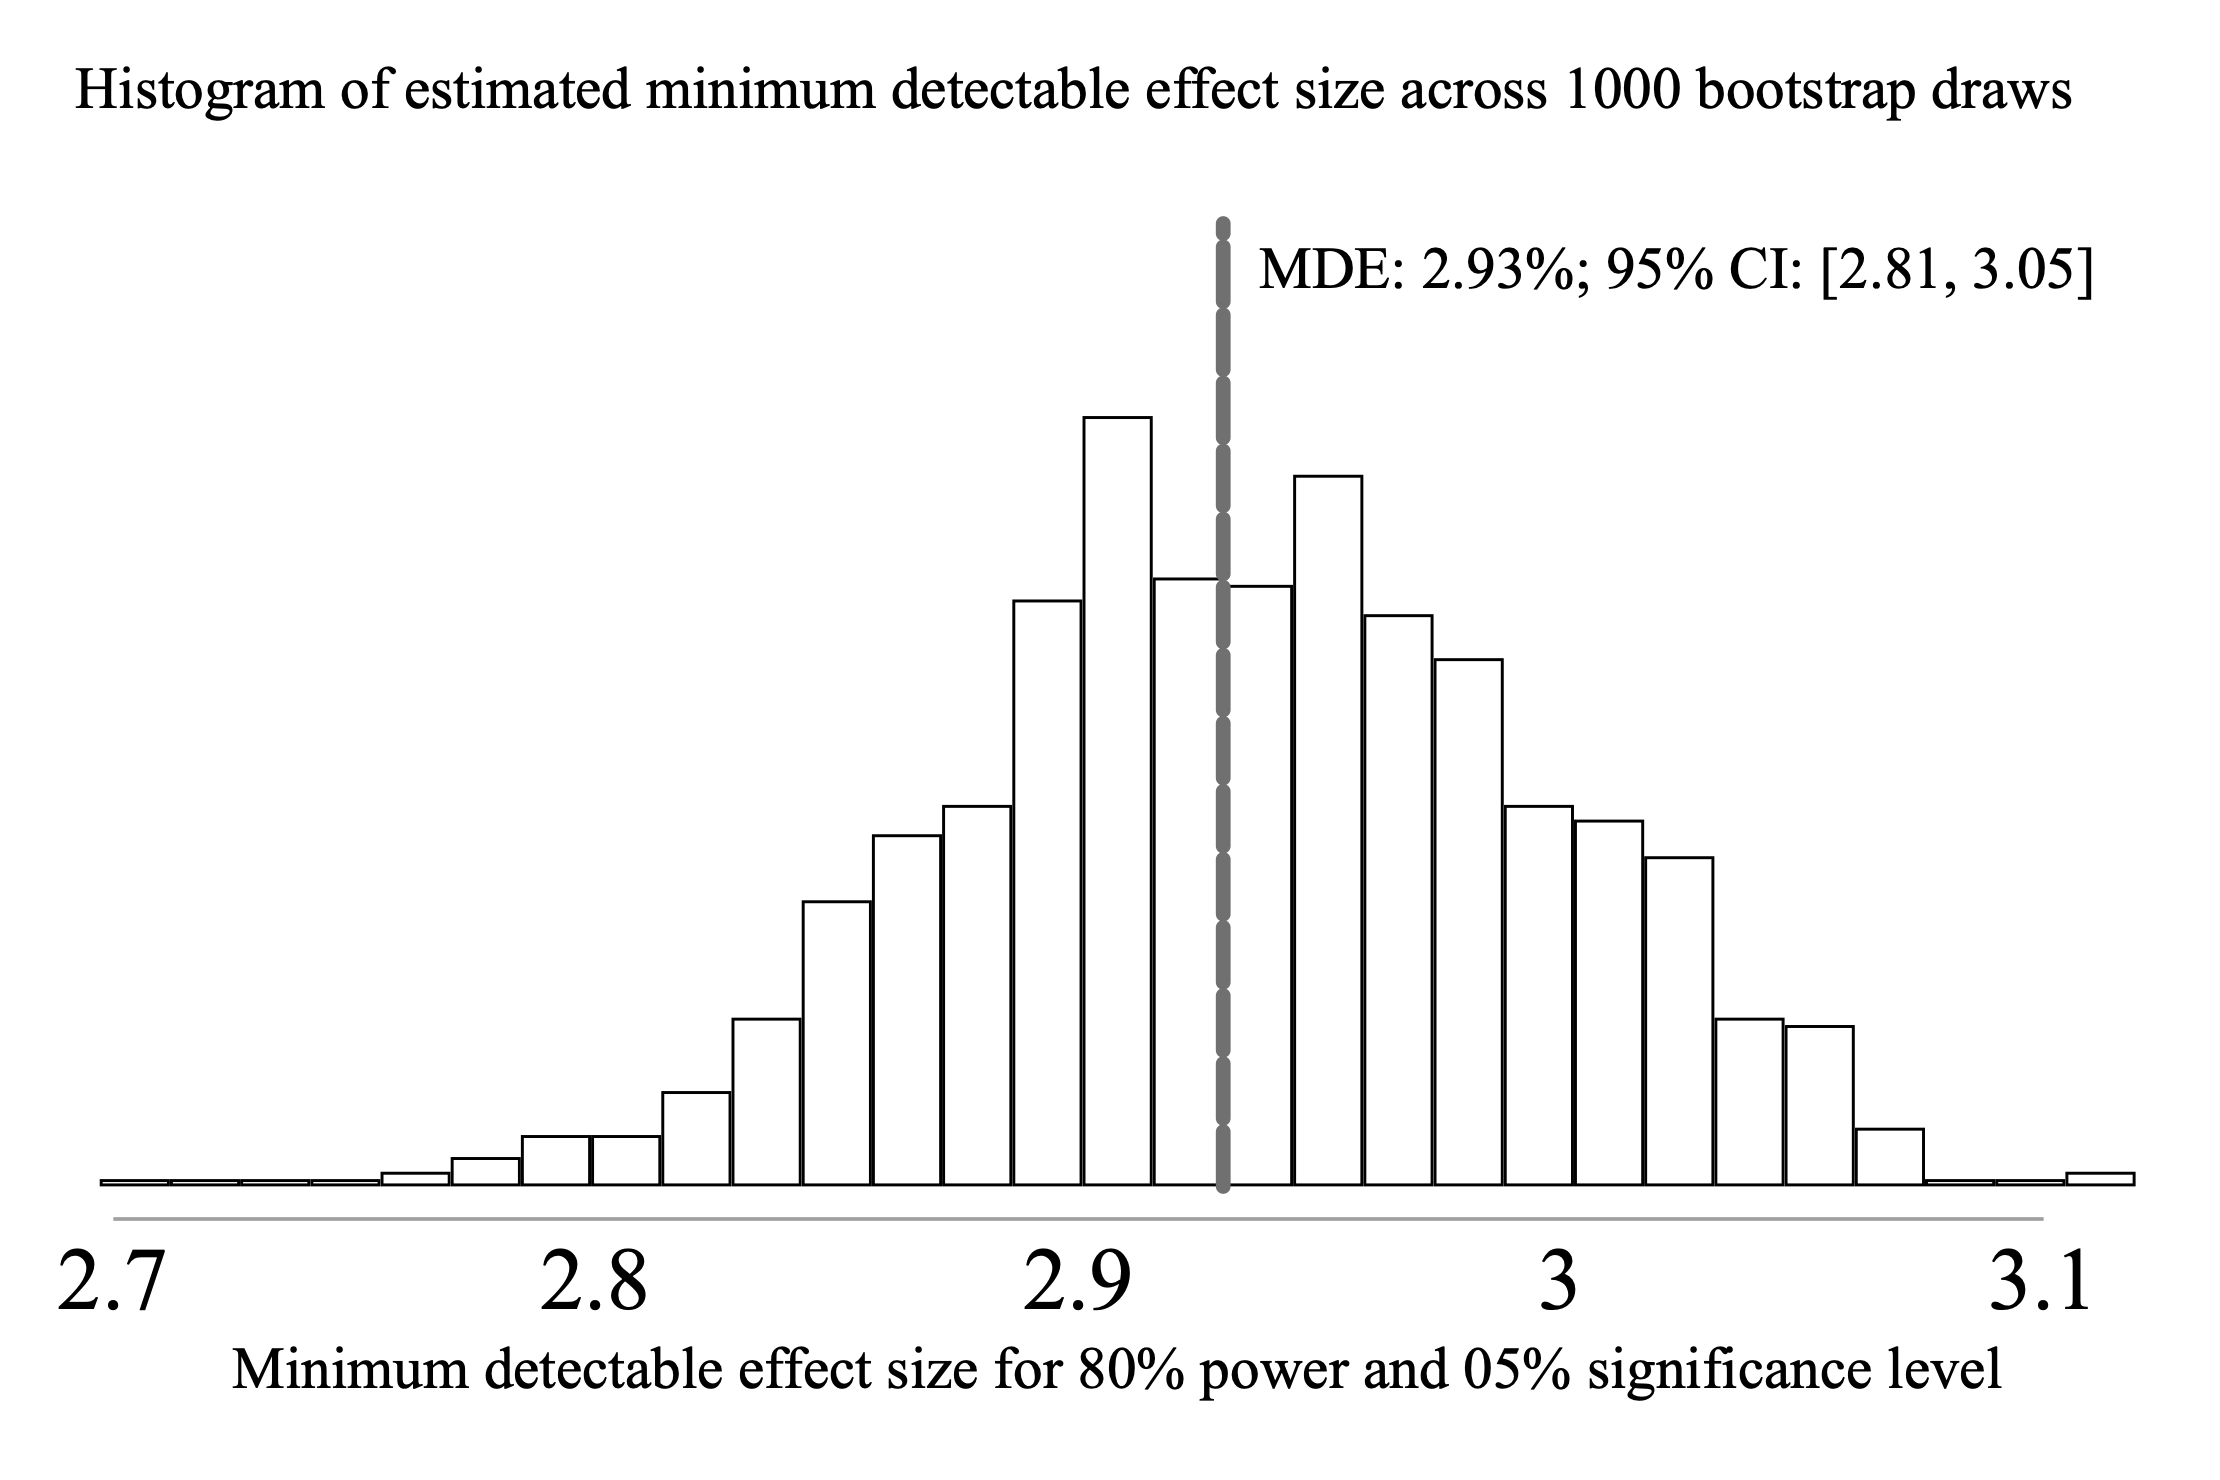 Histogram of estimated minimum detectable effect size across 1000 bootstrap draws
MDE: 2.93%; 95% CI: [2.81, 3.05]
2.7 2.8 2.9 3 3.1
Minimum detectable effect size for 80% power and 05% significance level